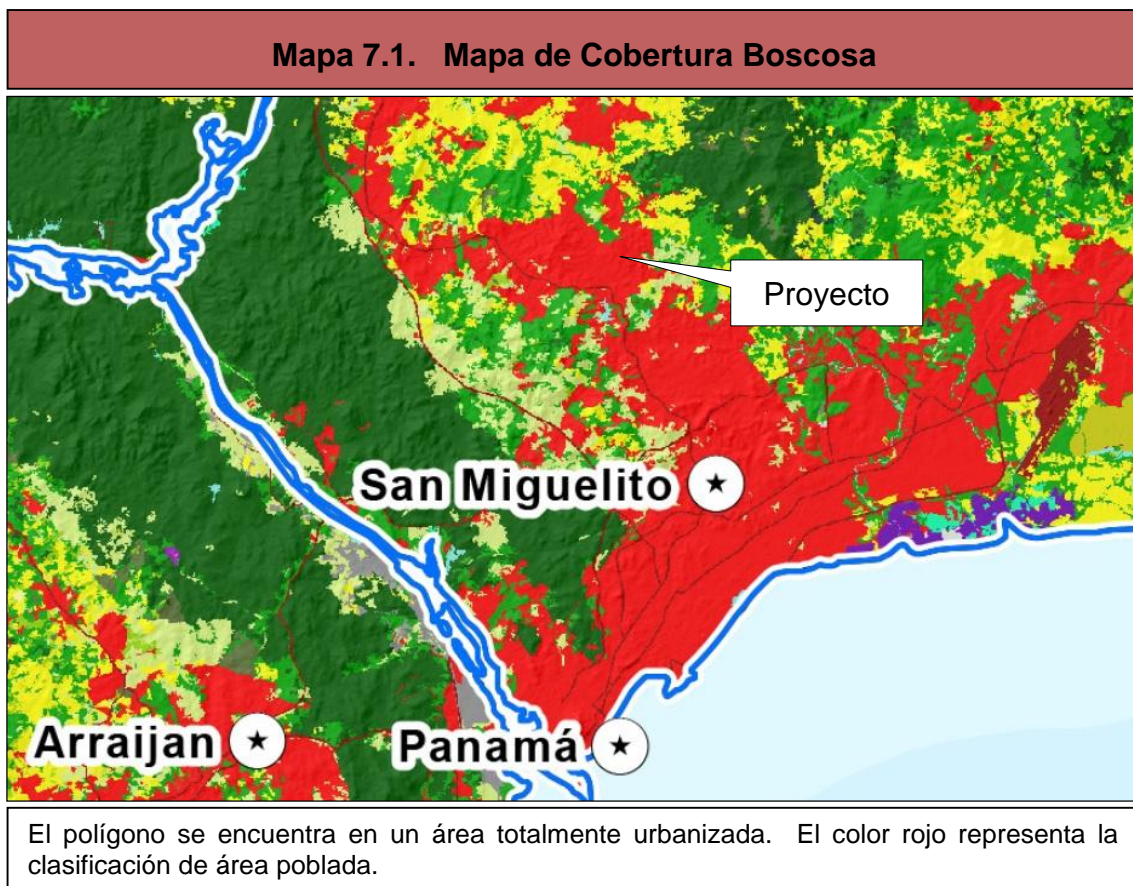 Mapa 7.1. Mapa de Cobertura Boscosa
Proyecto
San Miguelito
Arraijan
Panamá
El polígono se encuentra en un área totalmente urbanizada. El color rojo representa la
clasificación de área poblada.